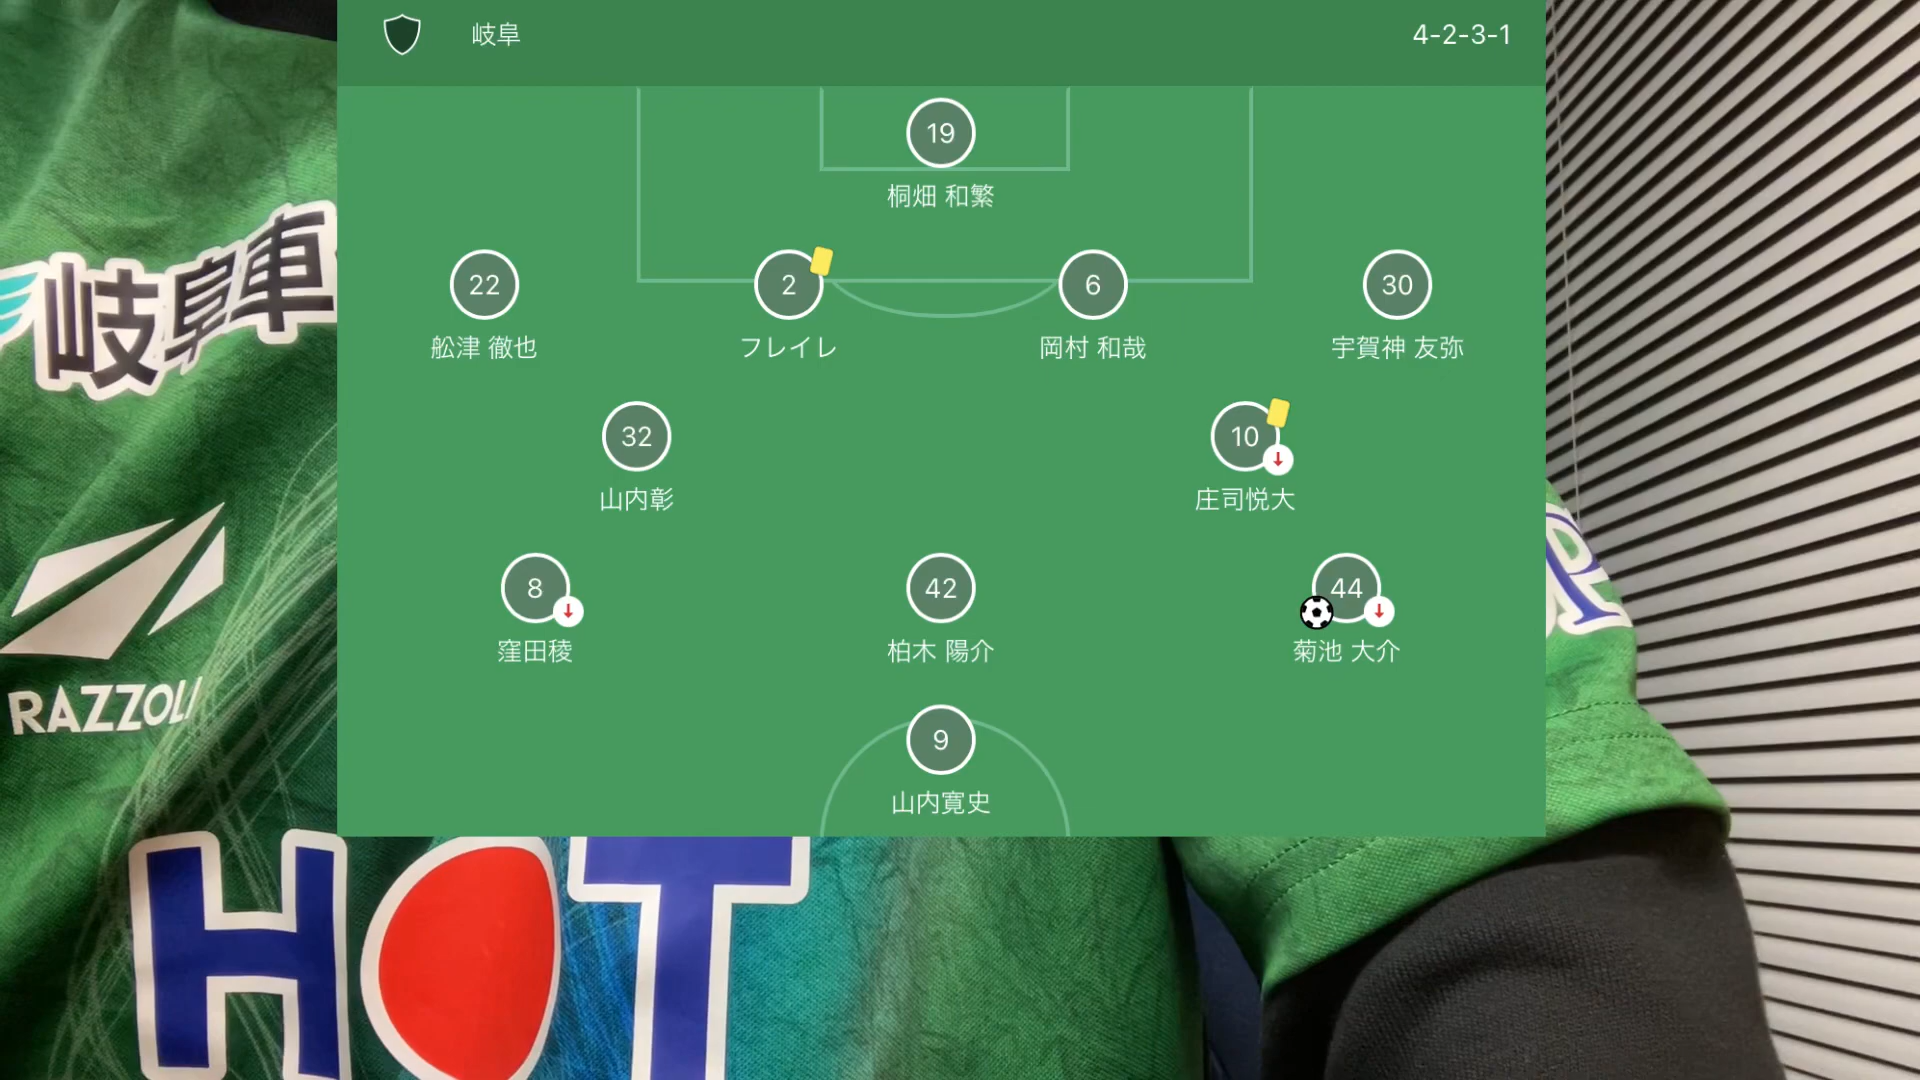 岐阜
4-2-3-1
19
桐畑 和繁
22
2
6
30
舩津 徹也
フレイレ
岡村 和哉
宇賀神 友弥
32
10
山内彰
庄司悦大
8
42
44
窪田稜
柏木 陽介
菊池 大介
9
山内寛史
岐阜車
RAZZOLI
HOT